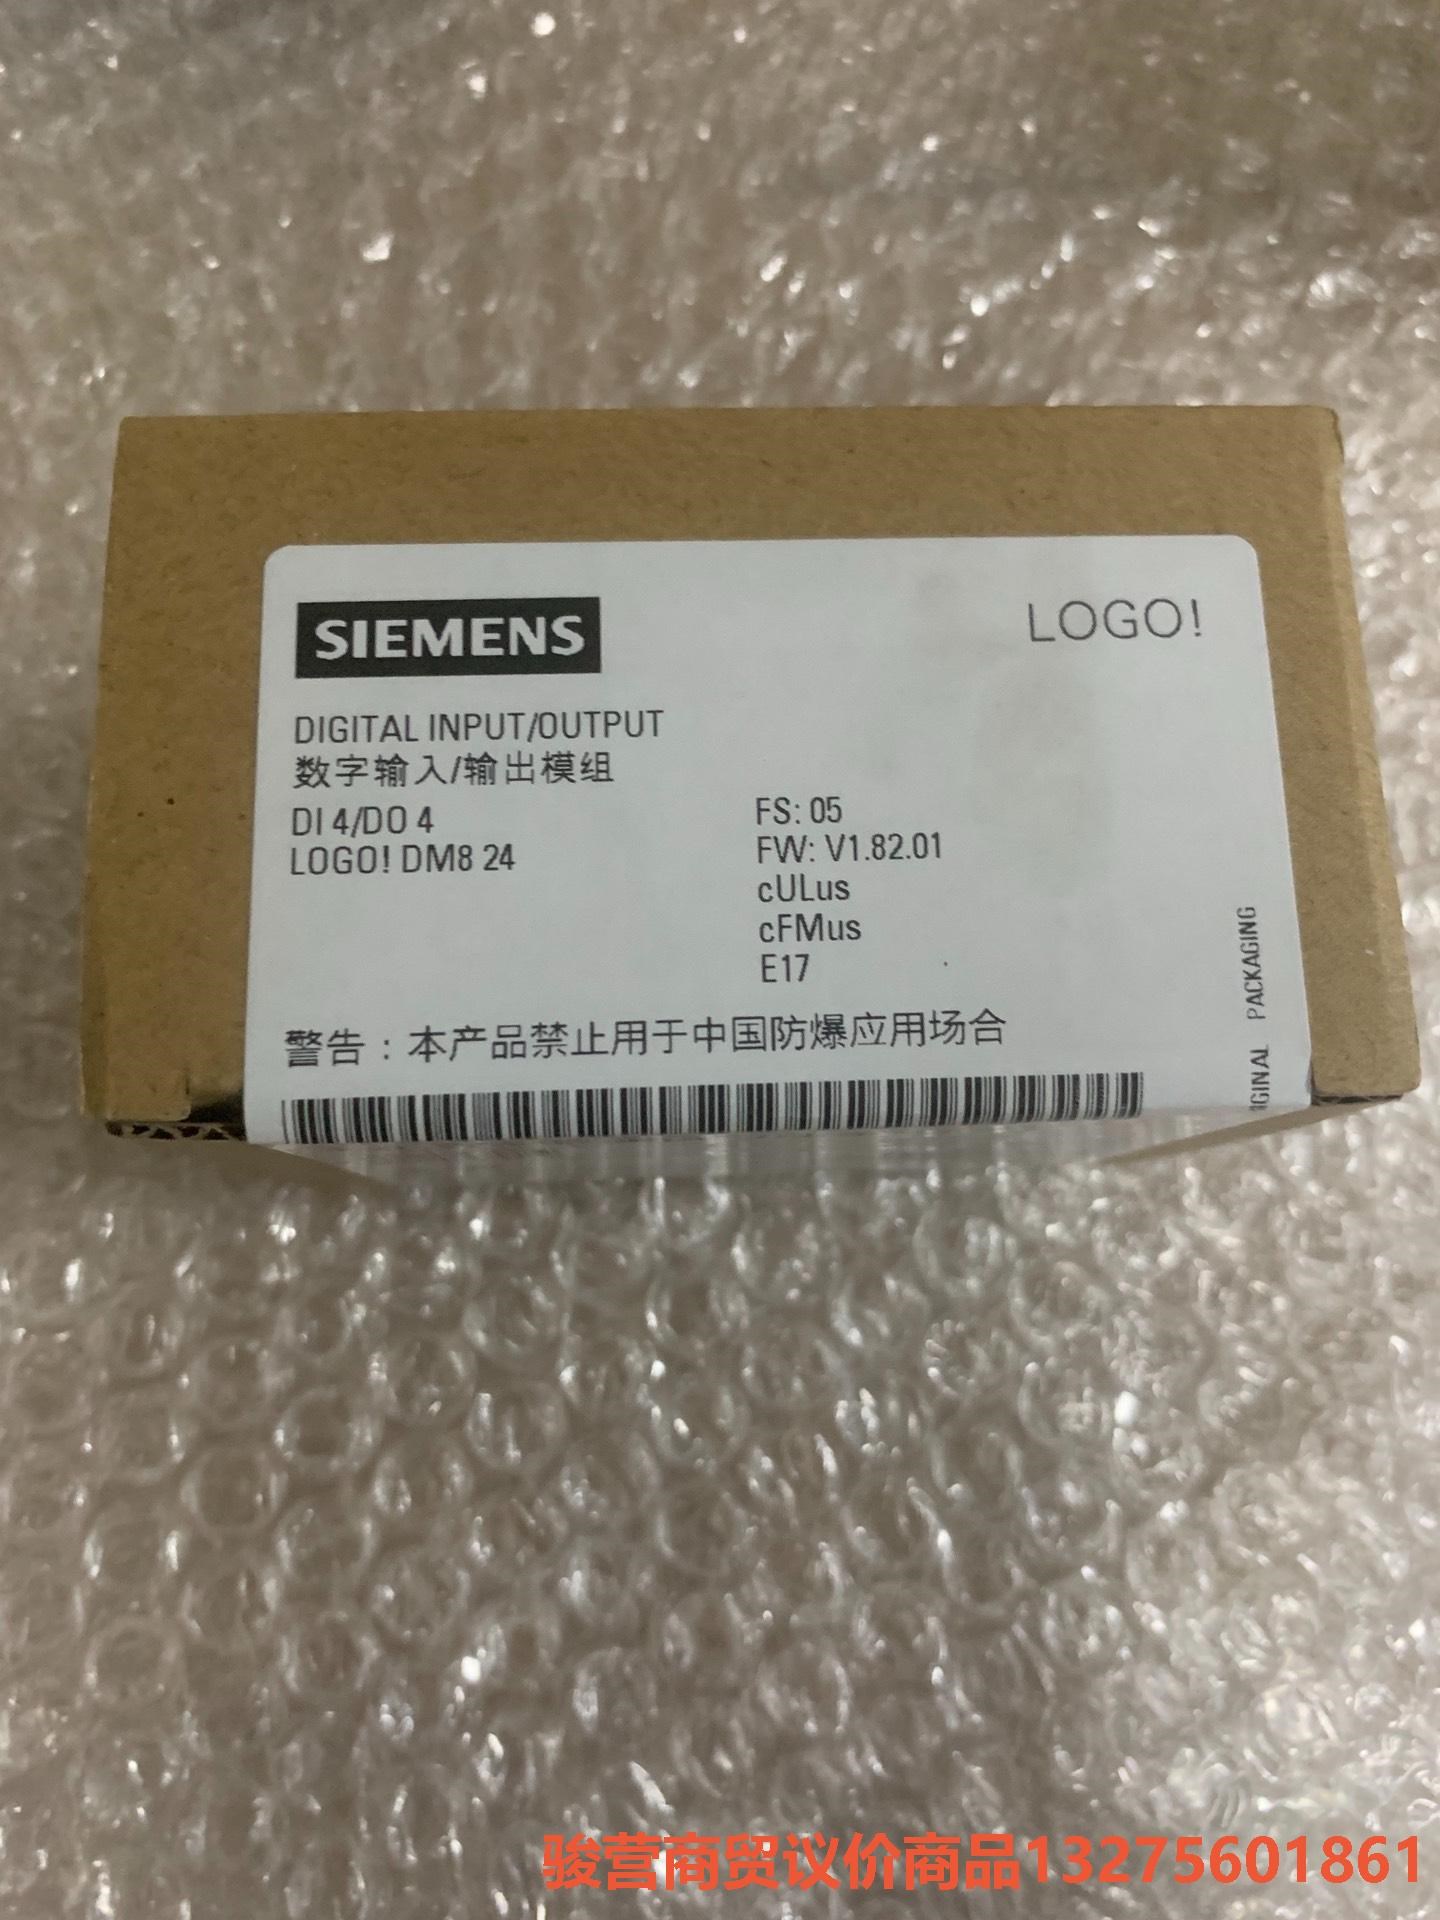 SIEMENS
LOGO!
DIGITAL INPUT/OUTPUT
数字输入/输出模组
DI 4/DO 4
LOGO! DM8 24
FS: 05
FW: V1.82.01
cULus
cFMus
E17
警告：本产品禁止用于中国防爆应用场合
IGINAL PACKAGING
骏营商贸议价商品13275601861